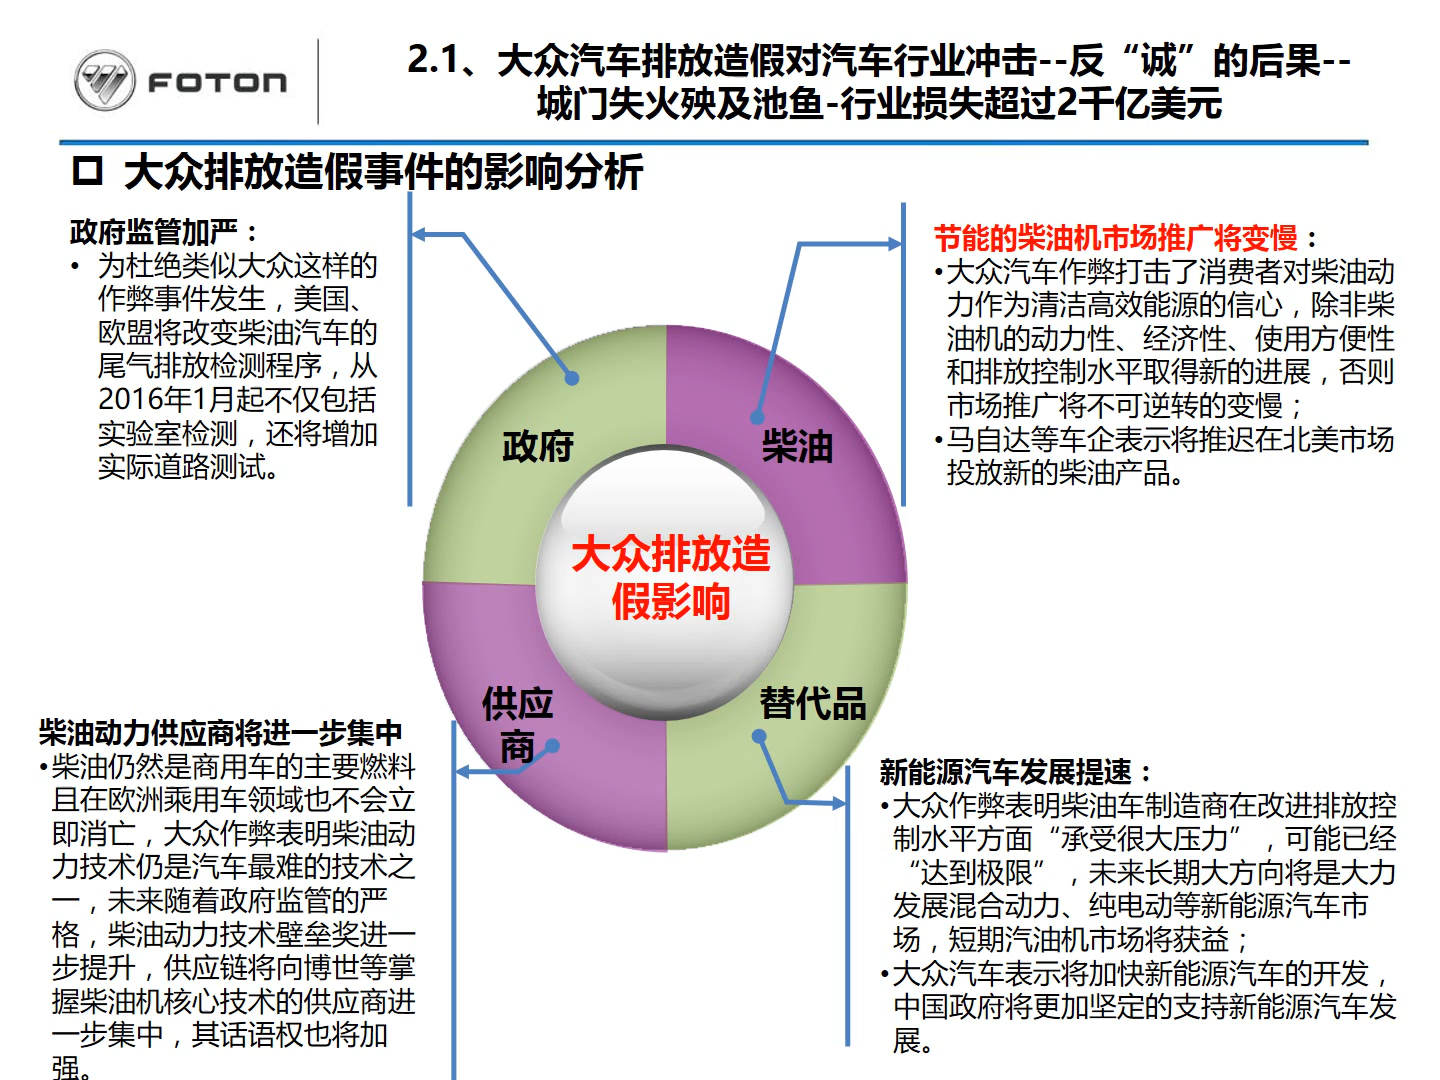 FOTON
2.1、大众汽车排放造假对汽车行业冲击--反“诚”的后果--
城门失火殃及池鱼-行业损失超过2千亿美元
大众排放造假事件的影响分析
政府监管加严：
• 为杜绝类似大众这样的
作弊事件发生，美国、
欧盟将改变柴油汽车的
尾气排放检测程序，从
2016年1月起不仅包括
实验室检测，还将增加
实际道路测试。
节能的柴油机市场推广将变慢：
•大众汽车作弊打击了消费者对柴油动
力作为清洁高效能源的信心，除非柴
油机的动力性、经济性、使用方便性
和排放控制水平取得新的进展，否则
市场推广将不可逆转的变慢；
•马自达等车企表示将推迟在北美市场
投放新的柴油产品。
政府
柴油
大众排放造
假影响
供应
商
替代品
柴油动力供应商将进一步集中
•柴油仍然是商用车的主要燃料
且在欧洲乘用车领域也不会立
即消亡，大众作弊表明柴油动
力技术仍是汽车最难的技术之
一，未来随着政府监管的严
格，柴油动力技术壁垒奖进一
步提升，供应链将向博世等掌
握柴油机核心技术的供应商进
一步集中，其话语权也将加
强。
新能源汽车发展提速：
•大众作弊表明柴油车制造商在改进排放控
制水平方面“承受很大压力”，可能已经
“达到极限”，未来长期大方向将是大力
发展混合动力、纯电动等新能源汽车市
场，短期汽油机市场将获益；
•大众汽车表示将加快新能源汽车的开发，
中国政府将更加坚定的支持新能源汽车发
展。